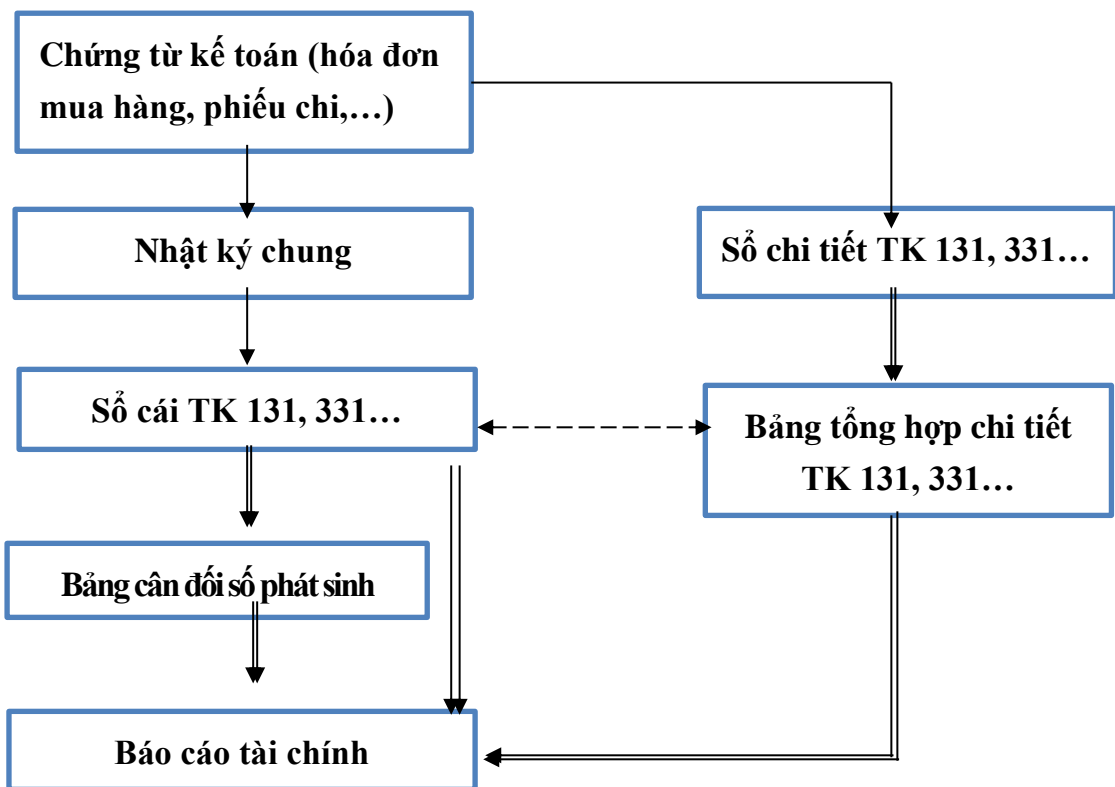 Chứng từ kế toán (hóa đơn
mua hàng, phiếu chi,…)
Nhật ký chung
Sổ chi tiết TK 131, 331…
Sổ cái TK 131, 331…
Bảng tổng hợp chi tiết
TK 131, 331…
Bảng cân đối số phát sinh
Báo cáo tài chính